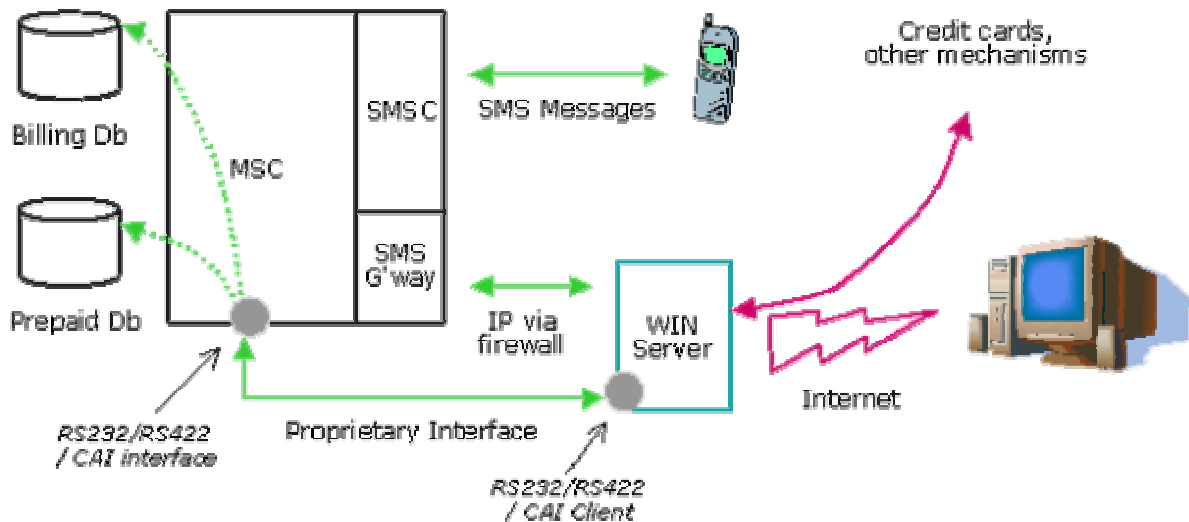 Billing Db
Prepaid Db
MSC
SMSC
SMS
G'way
SMS Messages
Credit cards,
other mechanisms
IP via
firewall
WIN
Server
Internet
Proprietary Interface
RS232/RS422
/ CAI interface
RS232/RS422
/ CAI Client